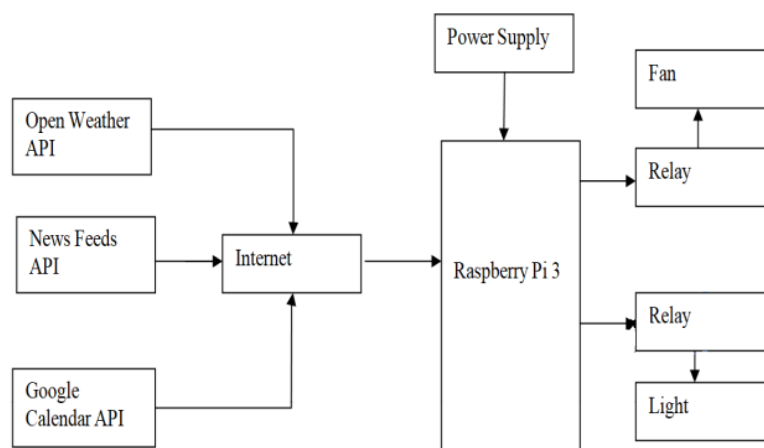 Power Supply
Fan
Open Weather
API
Relay
News Feeds
API
Internet
Raspberry Pi 3
Relay
Google
Calendar API
Light